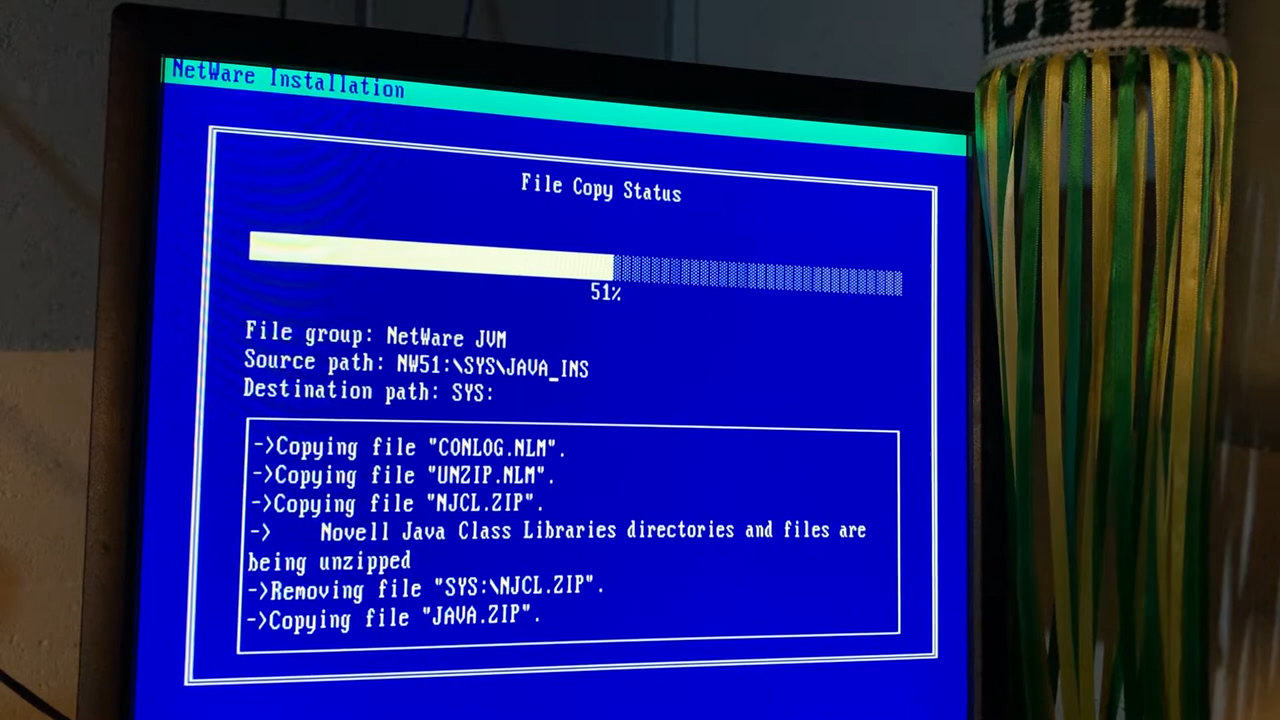 NetWare Installation
File Copy Status
51%
File group: NetWare JVM
Source path: NW51:\SYS\JAVA_INS
Destination path: SYS:
->Copying file "CONLOG.NLM".
->Copying file "UNZIP.NLM".
->Copying file "NJCL.ZIP".
-> Novell Java Class Libraries directories and files are
being unzipped
->Removing file "SYS:\NJCL.ZIP".
->Copying file "JAVA.ZIP".